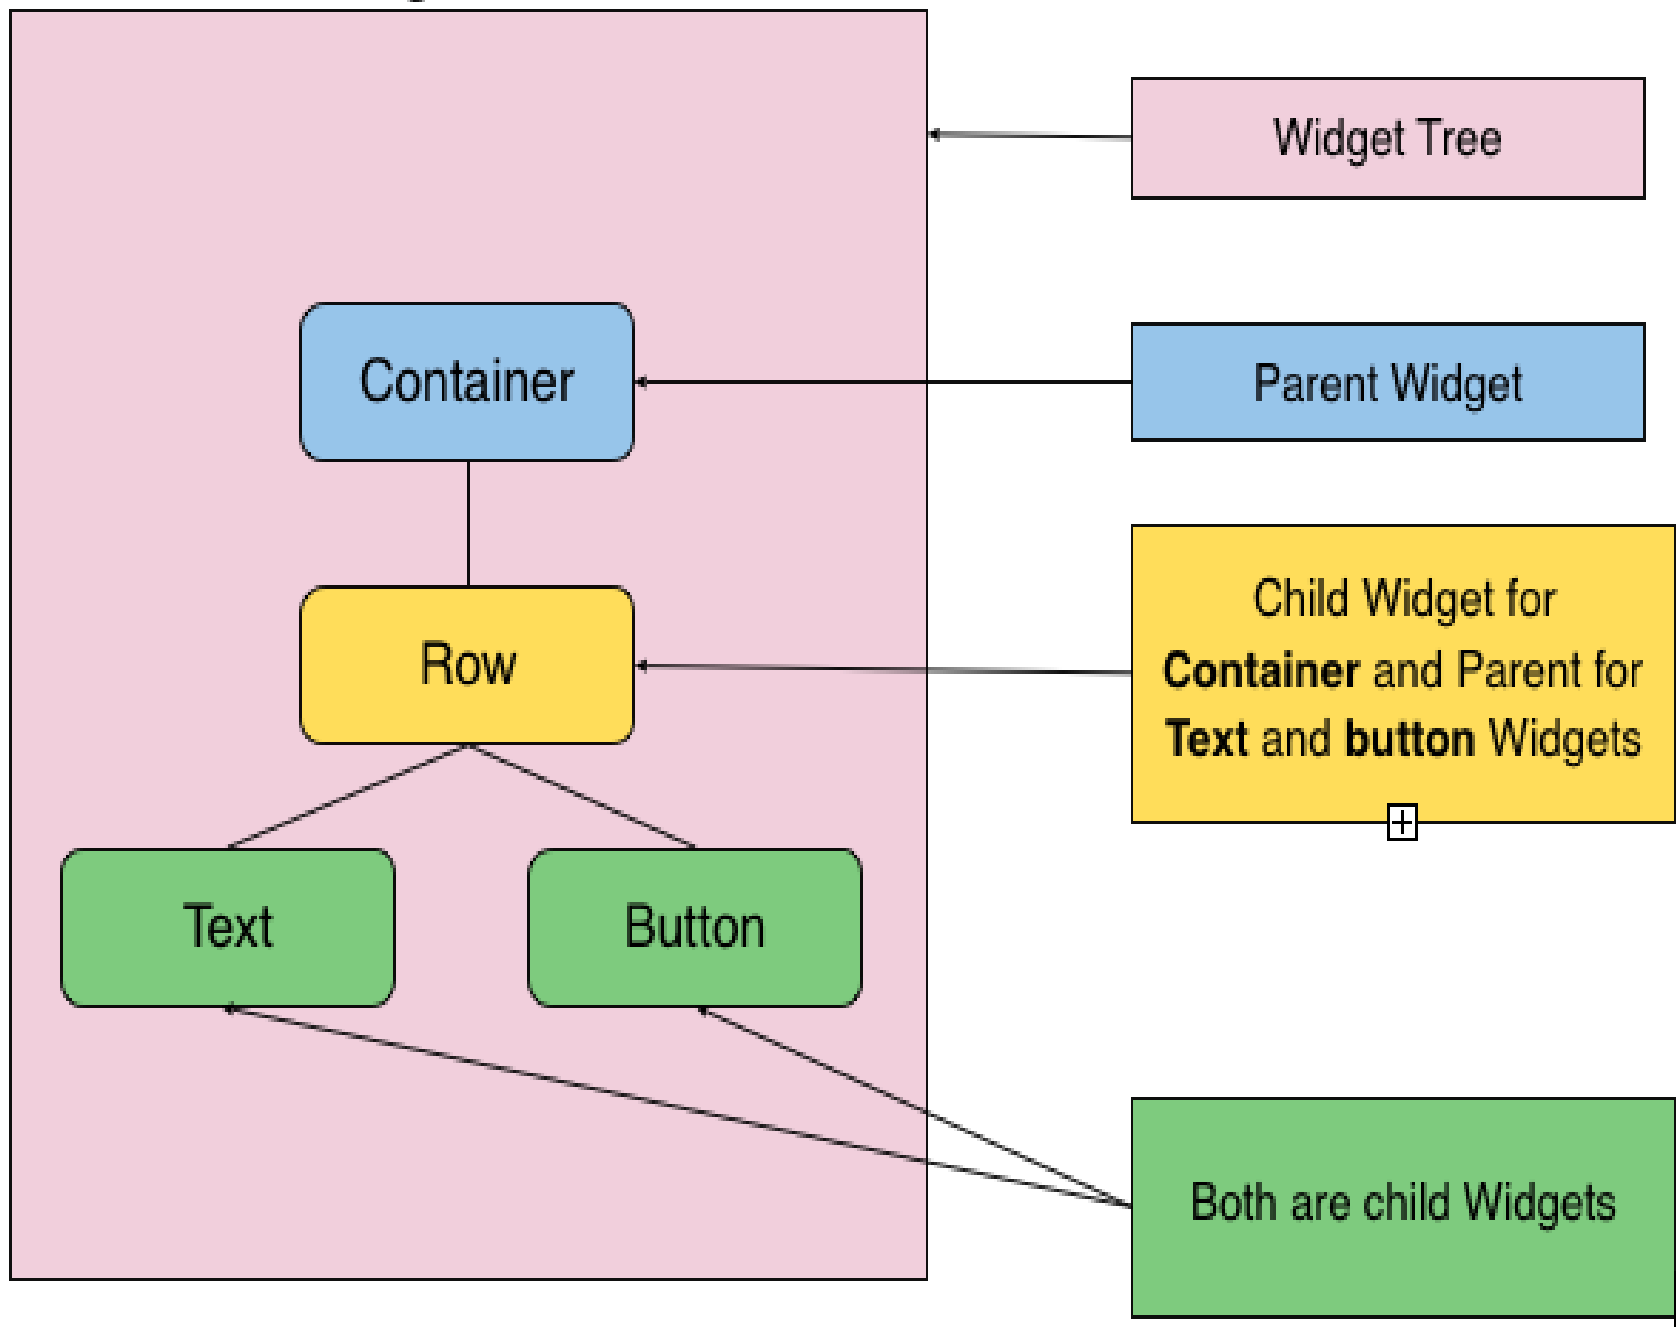 Widget Tree
Container
Parent Widget
Row
Child Widget for
Container and Parent for
Text and button Widgets
Text
Button
Both are child Widgets